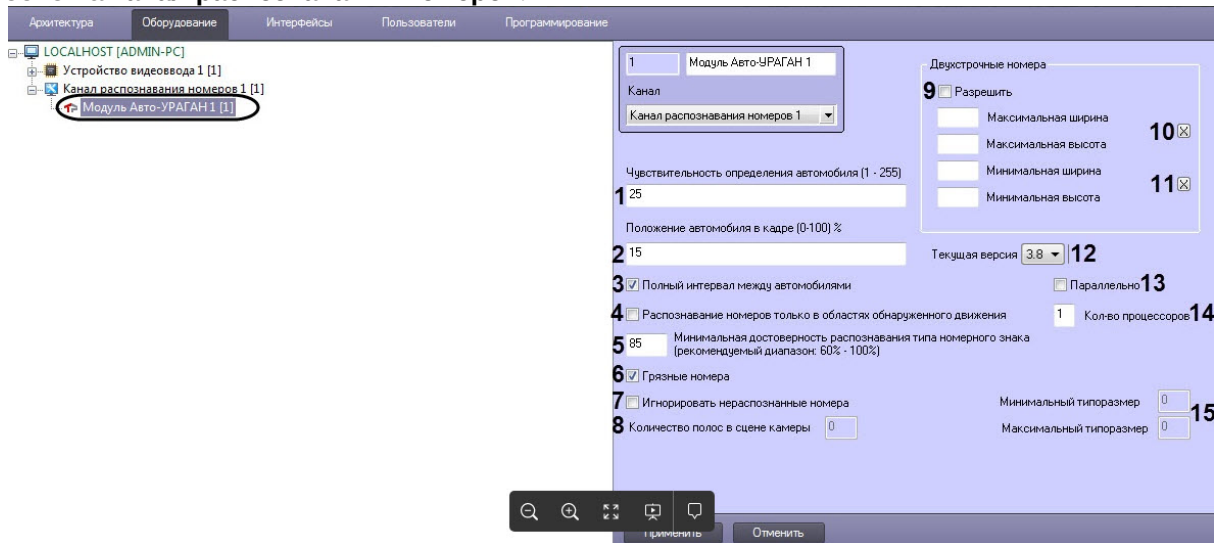 Архитектура Оборудование Интерфейсы Пользователи Программирование
LOCALHOST [ADMIN-PC]
Устройство видеоввода 1 [1]
Канал распознавания номеров 1 [1]
Модуль Авто-УРАГАН 1 [1]
1 Модуль Авто-УРАГАН 1
Канал
Канал распознавания номеров 1
Чувствительность определения автомобиля (1 - 255)
1 25
Положение автомобиля в кадре (0-100) %
2 15
3 Полный интервал между автомобилями
4 Распознавание номеров только в областях обнаруженного движения
5 85 Минимальная достоверность распознавания типа номерного знака
(рекомендуемый диапазон: 60% - 100%)
6 Грязные номера
7 Игнорировать нераспознанные номера
8 Количество полос в сцене камеры 0
Двухстрочные номера
9 Разрешить
Максимальная ширина
10
Максимальная высота
Минимальная ширина
11
Минимальная высота
Текущая версия 3.8 12
Параллельно 13
1 Кол-во процессоров 14
Минимальный типоразмер 0
15
Максимальный типоразмер 0
Применить Отменить